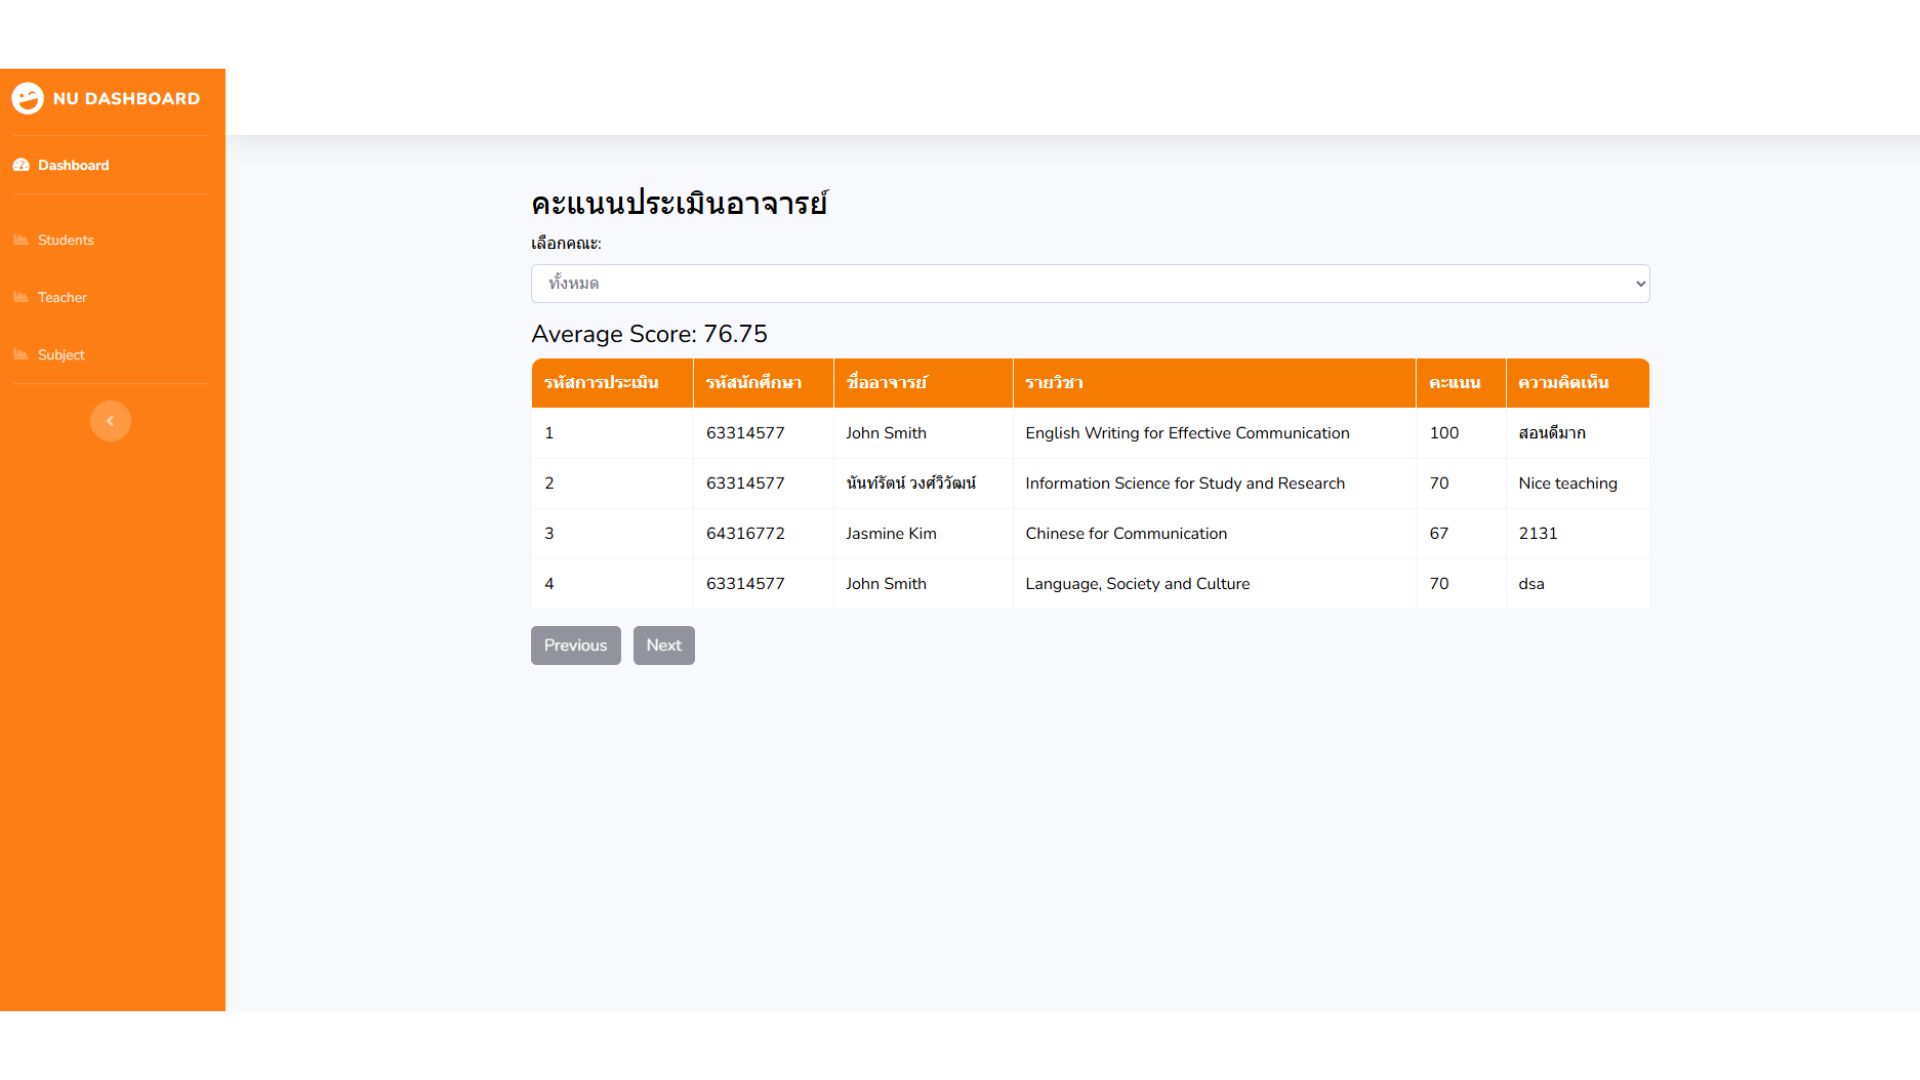 NU DASHBOARD
Dashboard
Students
Teacher
Subject
คะแนนประเมินอาจารย์
เลือกคณะ:
ทั้งหมด
Average Score: 76.75
รหัสการประเมิน รหัสนักศึกษา ชื่ออาจารย์ รายวิชา คะแนน ความคิดเห็น
1 63314577 John Smith English Writing for Effective Communication 100 สอนดีมาก
2 63314577 นันท์รัตน์ วงศ์วิวัฒน์ Information Science for Study and Research 70 Nice teaching
3 64316772 Jasmine Kim Chinese for Communication 67 2131
4 63314577 John Smith Language, Society and Culture 70 dsa
Previous Next